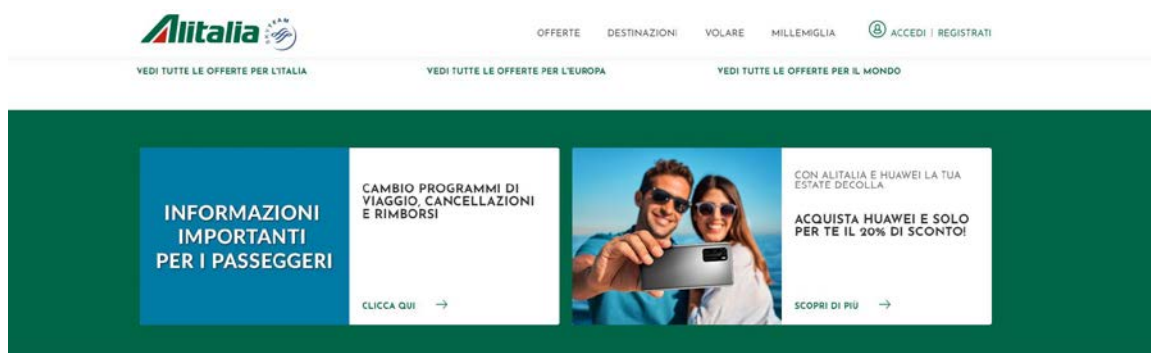 Alitalia
OFFERTE DESTINAZIONI VOLARE MILLEMIGLIA ACCEDI | REGISTRATI
VEDI TUTTE LE OFFERTE PER L'ITALIA VEDI TUTTE LE OFFERTE PER L'EUROPA VEDI TUTTE LE OFFERTE PER IL MONDO
INFORMAZIONI
IMPORTANTI
PER I PASSEGGERI
CAMBIO PROGRAMMI DI
VIAGGIO, CANCELLAZIONI
E RIMBORSI
CLICCA QUI →
CON ALITALIA E HUAWEI LA TUA
ESTATE DECOLLA
ACQUISTA HUAWEI E SOLO
PER TE IL 20% DI SCONTO!
SCOPRI DI PIÙ →